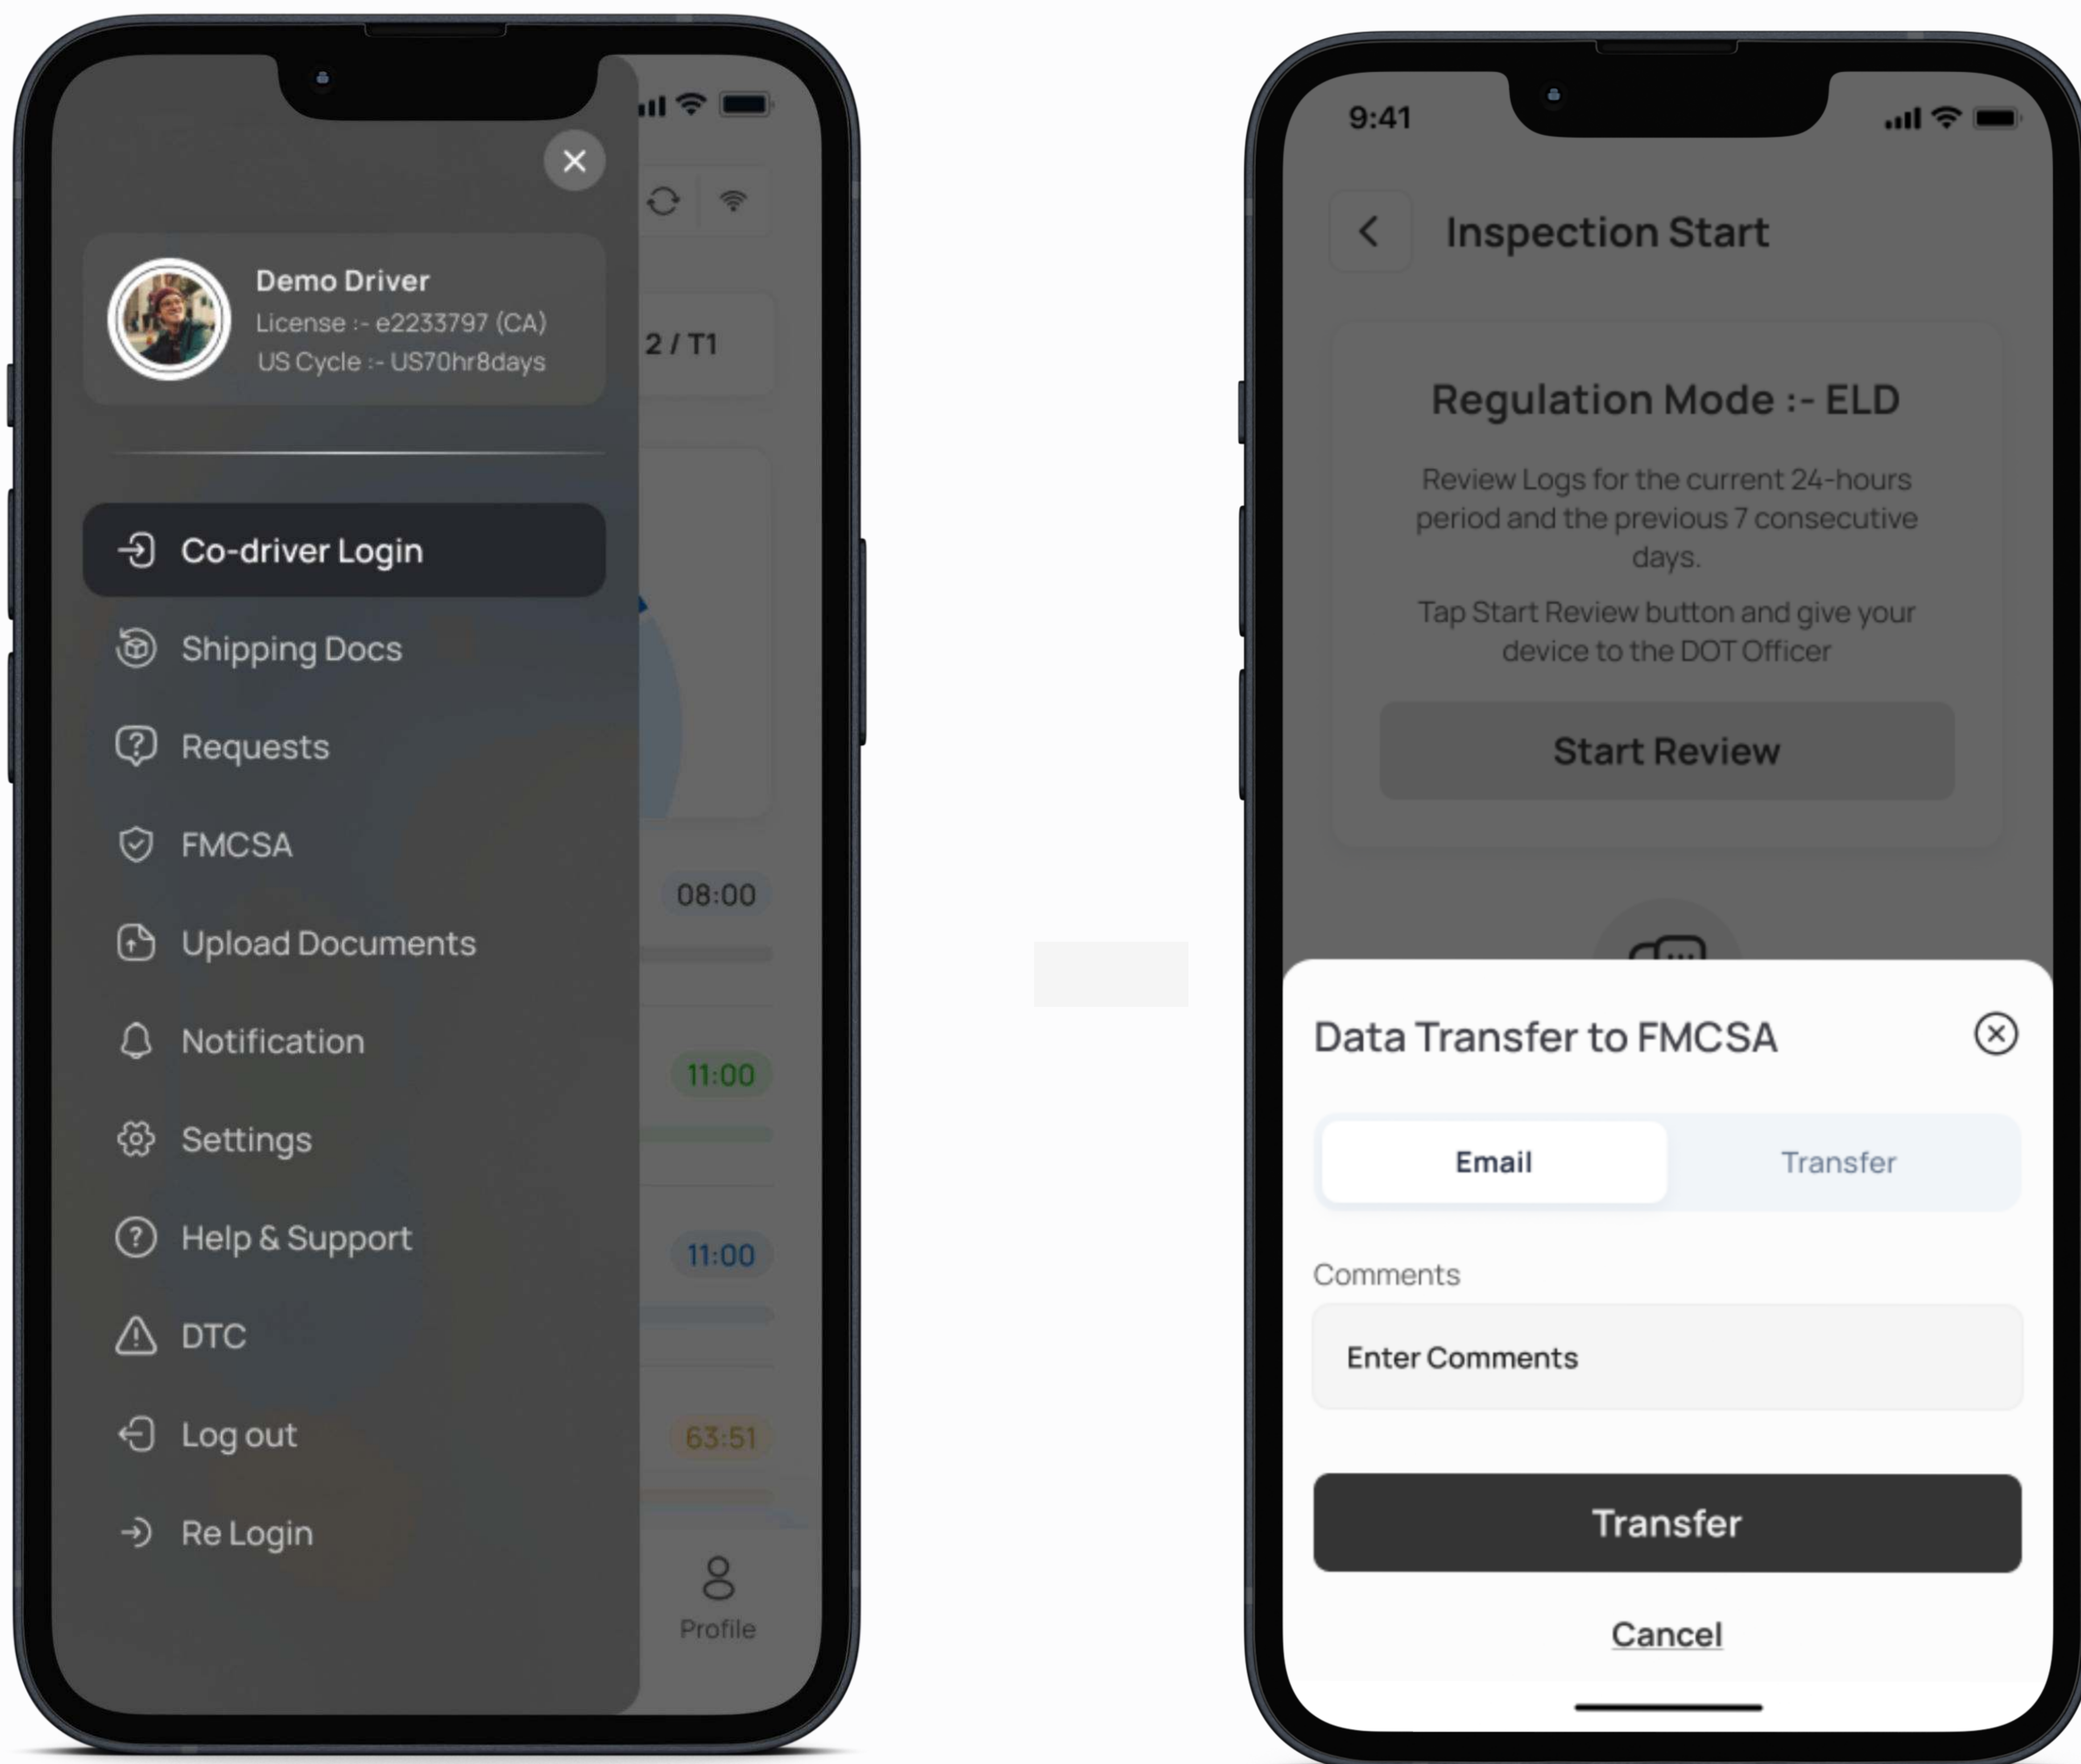 Demo Driver
License :- e2233797 (CA)
US Cycle :- US70hr8days
Co-driver Login
Shipping Docs
Requests
FMCSA
Upload Documents
Notification
Settings
Help & Support
DTC
Log out
Re Login
2 / T1
08:00
11:00
11:00
63:51
Profile
9:41
Inspection Start
Regulation Mode :- ELD
Review Logs for the current 24-hours
period and the previous 7 consecutive
days.
Tap Start Review button and give your
device to the DOT Officer
Start Review
Data Transfer to FMCSA
Email
Transfer
Comments
Enter Comments
Transfer
Cancel